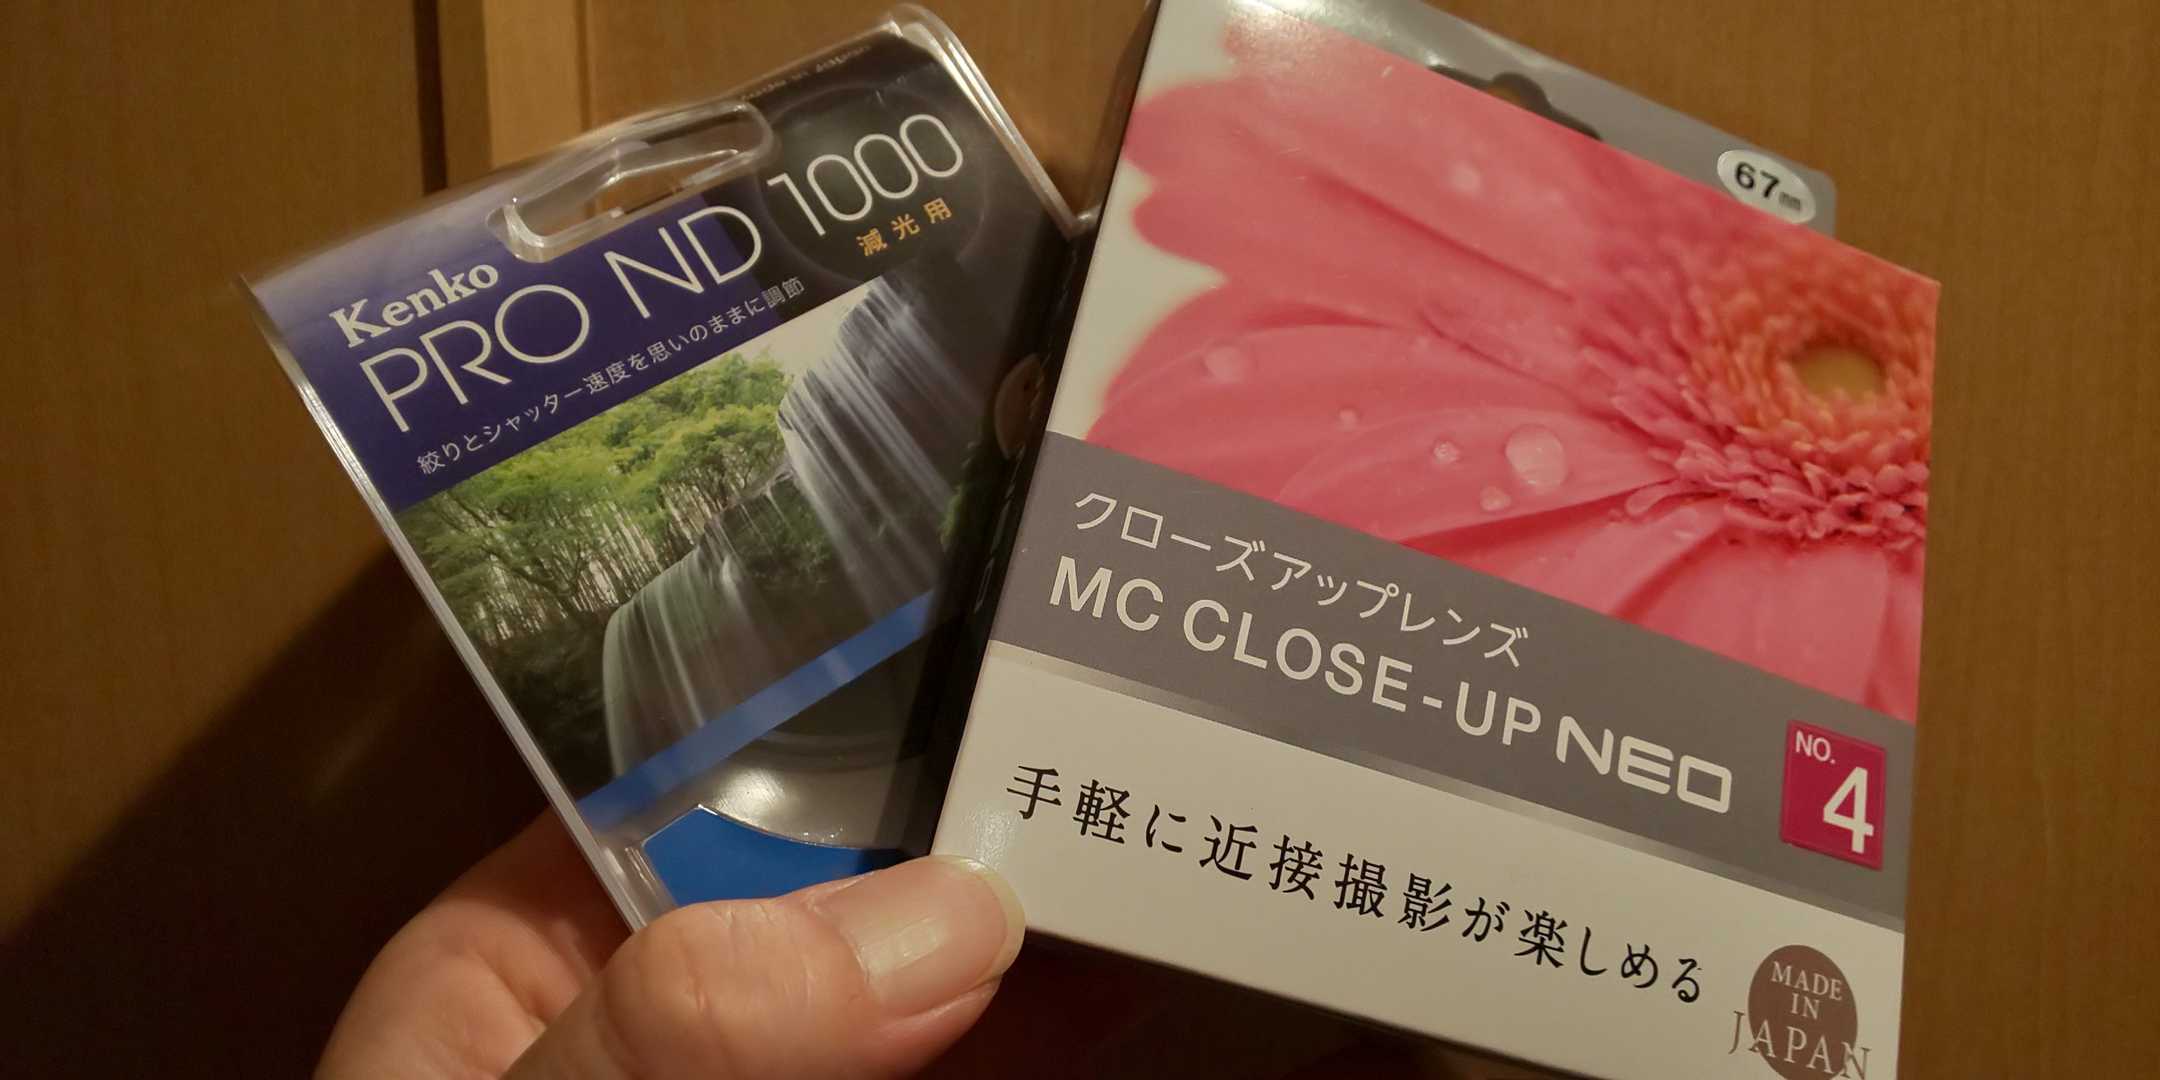 Made in Japan
Kenko
PRO ND 1000
減光用
絞りとシャッター速度を思いのままに調節
67mm
クローズアップレンズ
MC CLOSE-UP NEO
NO.
4
手軽に近接撮影が楽しめる
MADE
IN
JAPAN